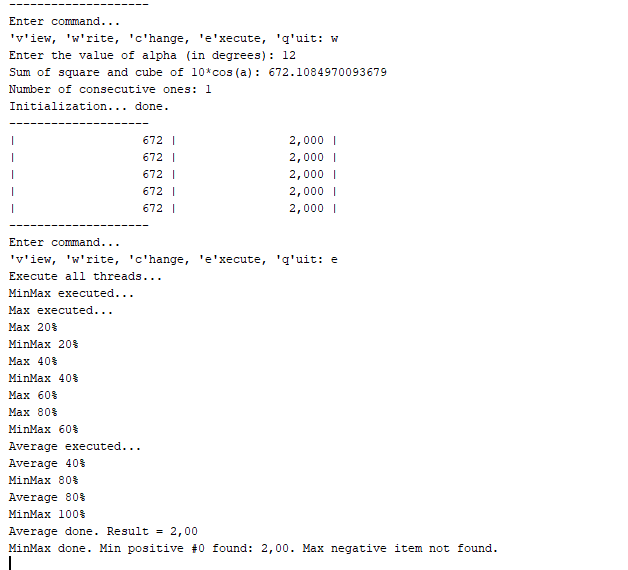 --------------------
Enter command...
'v'iew, 'w'rite, 'c'hange, 'e'xecute, 'q'uit: w
Enter the value of alpha (in degrees): 12
Sum of square and cube of 10*cos(a): 672.1084970093679
Number of consecutive ones: 1
Initialization... done.
--------------------
| 672 | 2,000 |
| 672 | 2,000 |
| 672 | 2,000 |
| 672 | 2,000 |
| 672 | 2,000 |
--------------------
Enter command...
'v'iew, 'w'rite, 'c'hange, 'e'xecute, 'q'uit: e
Execute all threads...
MinMax executed...
Max executed...
Max 20%
MinMax 20%
Max 40%
MinMax 40%
Max 60%
Max 80%
MinMax 60%
Average executed...
Average 40%
MinMax 80%
Average 80%
MinMax 100%
Average done. Result = 2,00
MinMax done. Min positive #0 found: 2,00. Max negative item not found.